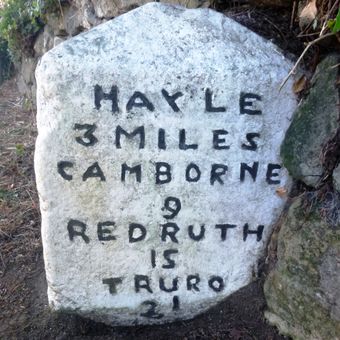 HAYLE
3 MILES
CAMBORNE
9
REDRUTH
15
TRURO
21